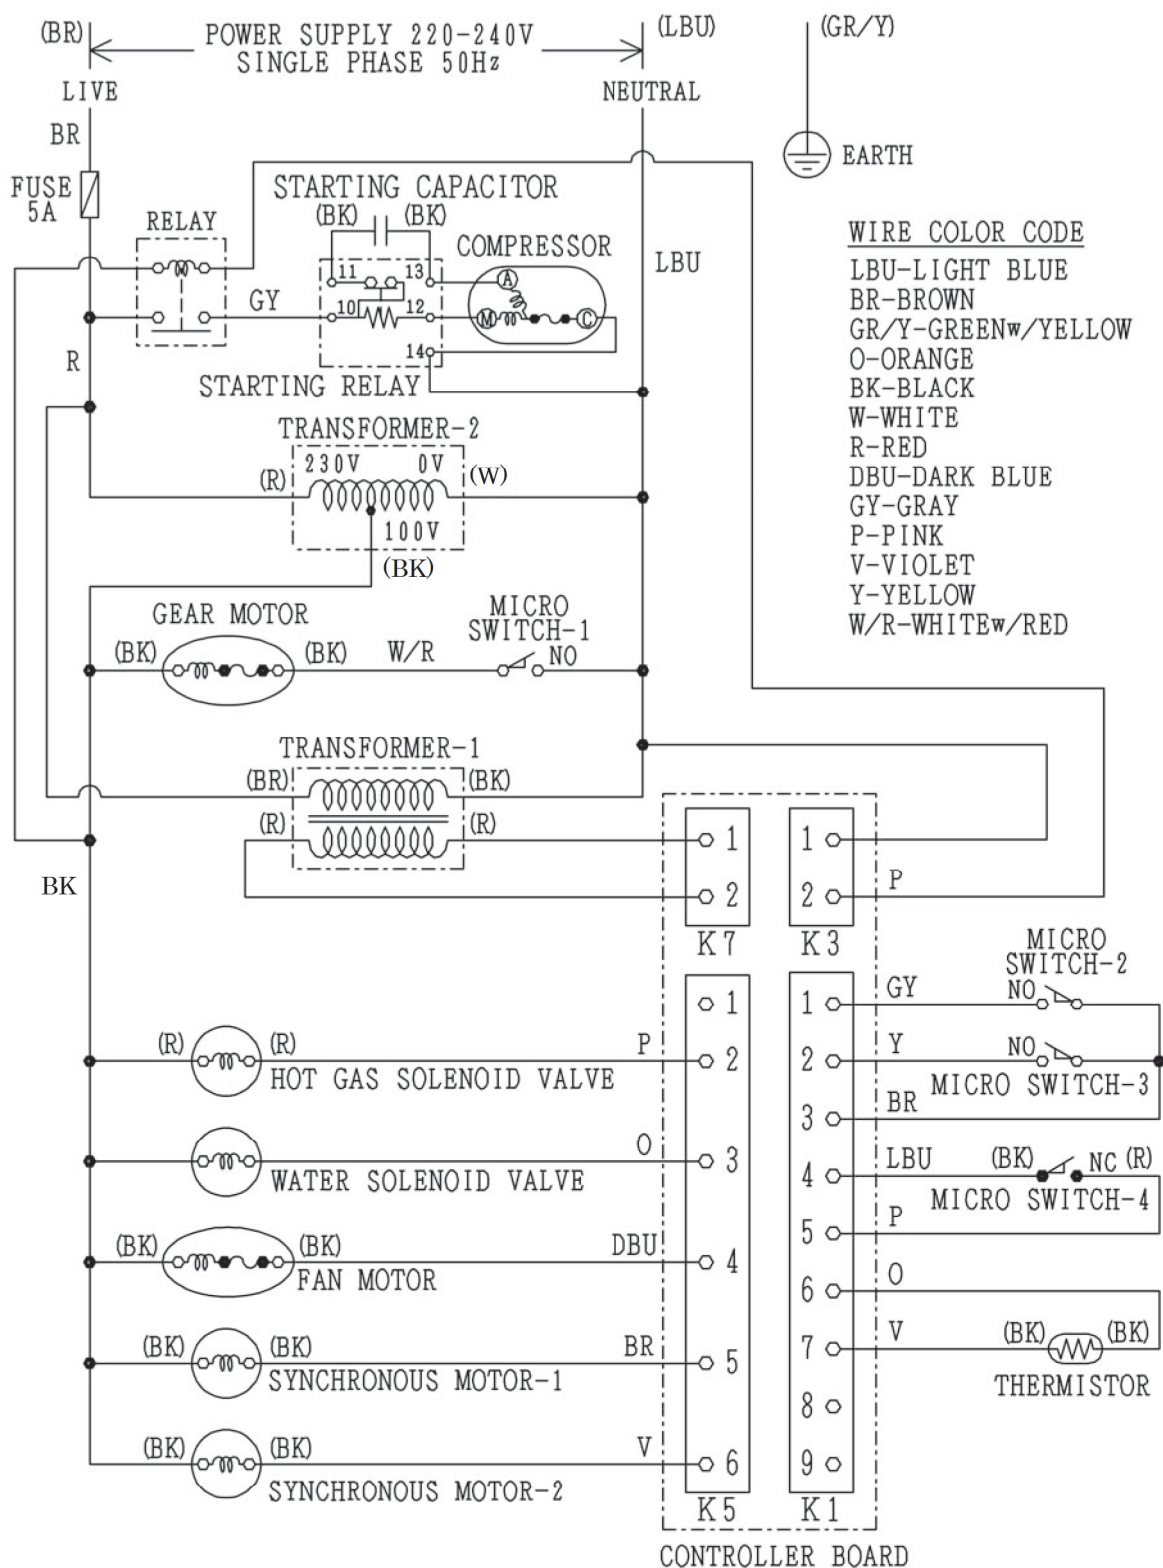 (BR)
POWER SUPPLY 220-240V
SINGLE PHASE 50Hz
(LBU)
(GR/Y)
LIVE
NEUTRAL
BR
EARTH
FUSE
5A
RELAY
STARTING CAPACITOR
(BK) (BK)
COMPRESSOR
LBU
11 13
A
GY
10 12
M C
14
R
STARTING RELAY
WIRE COLOR CODE
LBU-LIGHT BLUE
BR-BROWN
GR/Y-GREENw/YELLOW
O-ORANGE
BK-BLACK
W-WHITE
R-RED
DBU-DARK BLUE
GY-GRAY
P-PINK
V-VIOLET
Y-YELLOW
W/R-WHITEw/RED
TRANSFORMER-2
230V 0V
(R) (W)
100V
(BK)
GEAR MOTOR
MICRO
SWITCH-1
(BK) (BK) W/R NO
TRANSFORMER-1
(BR) (BK)
(R) (R)
BK
1
2
K7
1
2
K3
P
1
2
3
4
5
6
K5
1
2
3
4
5
6
7
8
9
K1
(R) (R) P
HOT GAS SOLENOID VALVE
O
WATER SOLENOID VALVE
(BK) (BK) DBU
FAN MOTOR
(BK) (BK) BR
SYNCHRONOUS MOTOR-1
(BK) (BK) V
SYNCHRONOUS MOTOR-2
MICRO
SWITCH-2
GY NO
Y NO
MICRO SWITCH-3
BR
LBU (BK) NC (R)
MICRO SWITCH-4
P
O
V (BK) (BK)
THERMISTOR
CONTROLLER BOARD